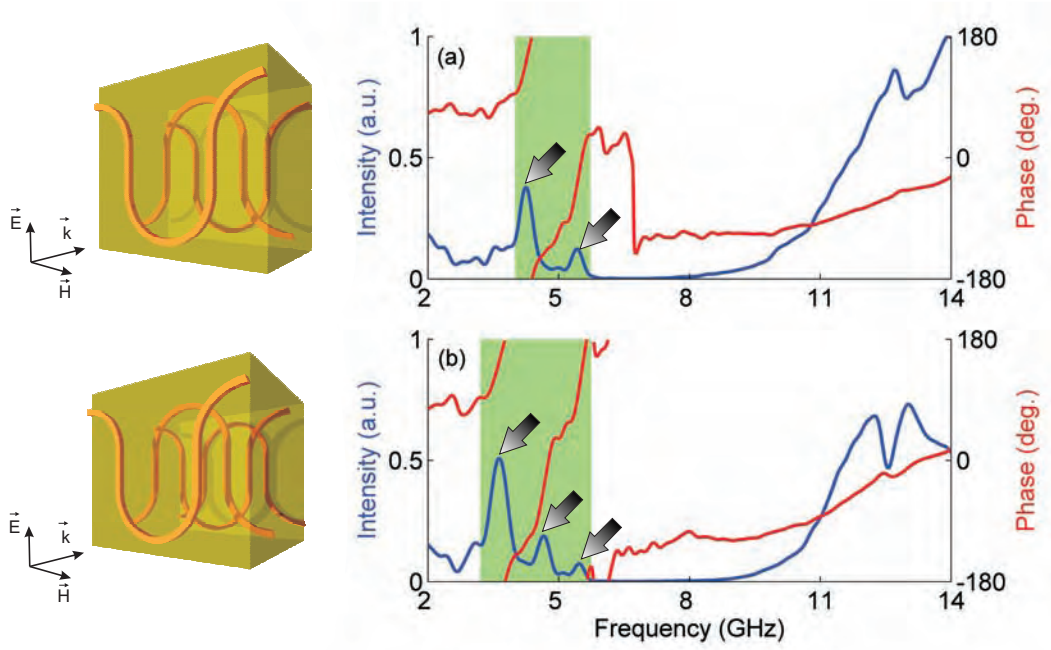 E
k
H
(a)
1
0.5
0
Intensity (a.u.)
180
0
-180
Phase (deg.)
2
5
8
11
14
E
k
H
(b)
1
0.5
0
Intensity (a.u.)
180
0
-180
Phase (deg.)
2
5
8
11
14
Frequency (GHz)